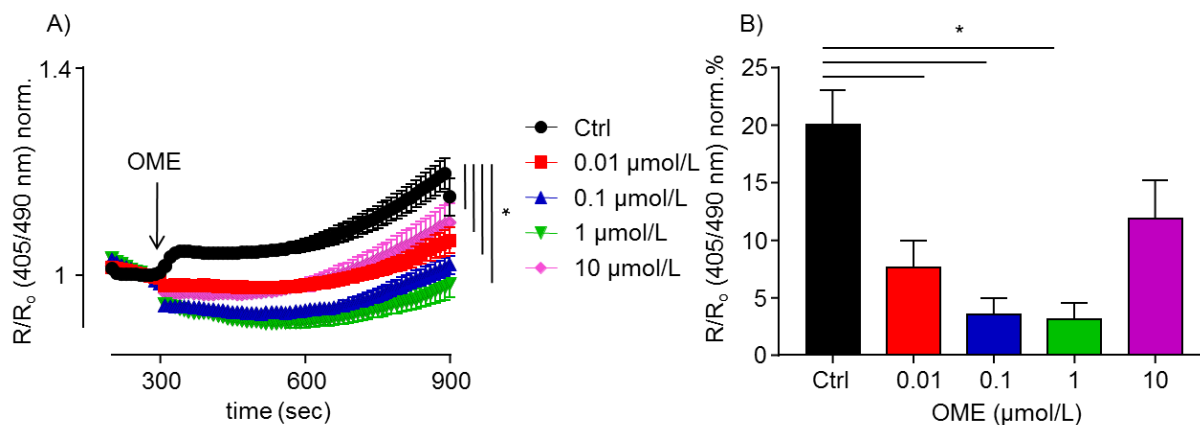 A)
R/R₀ (405/490 nm) norm.
1.4
1
OME
300
600
900
time (sec)
Ctrl
0.01 µmol/L
0.1 µmol/L
1 µmol/L
10 µmol/L
*
B)
R/R₀ (405/490 nm) norm.%
*
25
20
15
10
5
0
Ctrl
0.01
0.1
1
10
OME (µmol/L)